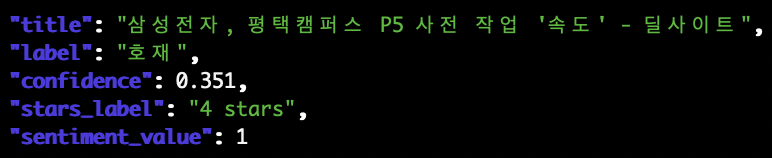 "title": "삼성전자, 평택캠퍼스 P5 사전 작업 '속도' - 딜사이트",
"label": "호재",
"confidence": 0.351,
"stars_label": "4 stars",
"sentiment_value": 1